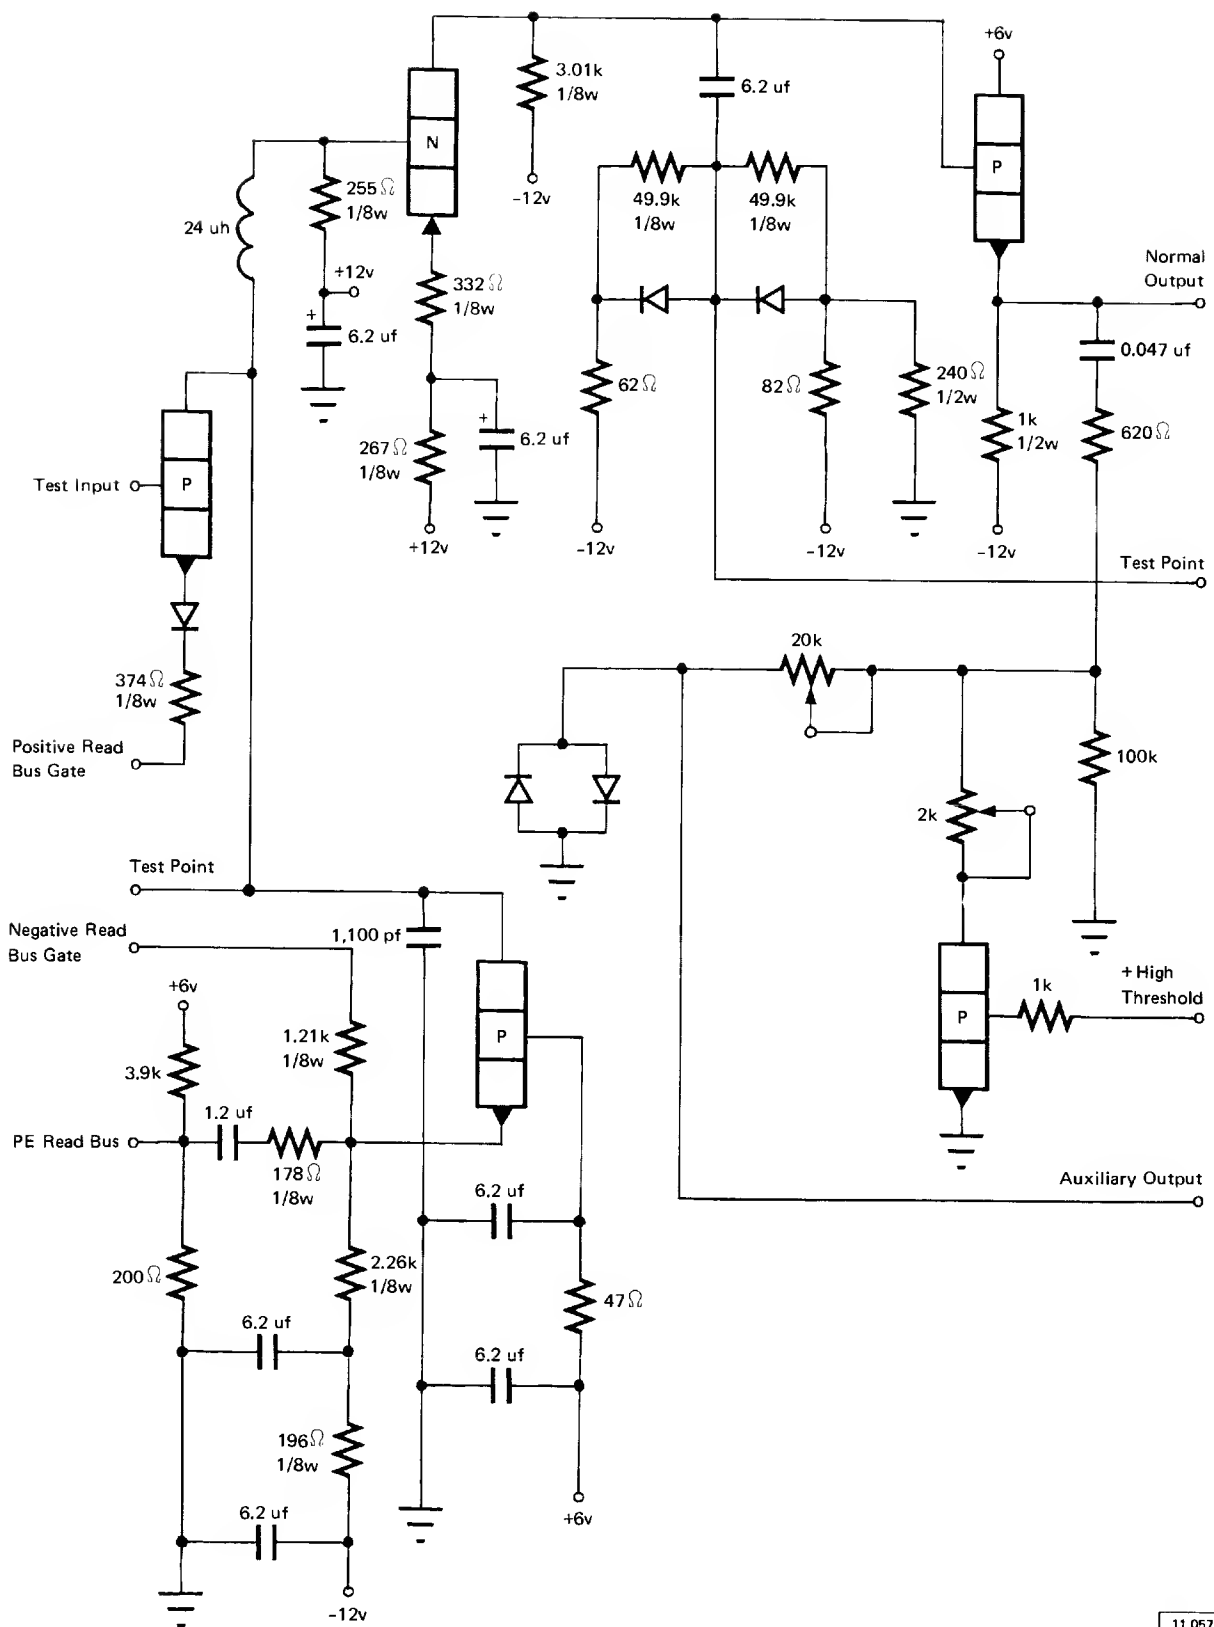 +6v
3.01k
1/8w
6.2 uf
N
P
-12v
49.9k
1/8w
49.9k
1/8w
255Ω
1/8w
24 uh
+12v
+
6.2 uf
332Ω
1/8w
Normal
Output
0.047 uf
62Ω
82Ω
240Ω
1/2w
1k
1/2w
620Ω
+
6.2 uf
267Ω
1/8w
Test Input
P
+12v
-12v
-12v
-12v
Test Point
20k
374Ω
1/8w
Positive Read
Bus Gate
100k
2k
Test Point
Negative Read
Bus Gate
1,100 pf
+6v
1k
+ High
Threshold
P
P
1.21k
1/8w
3.9k
1.2 uf
PE Read Bus
178Ω
1/8w
Auxiliary Output
6.2 uf
200Ω
2.26k
1/8w
47Ω
6.2 uf
6.2 uf
196Ω
1/8w
6.2 uf
+6v
-12v
11,057